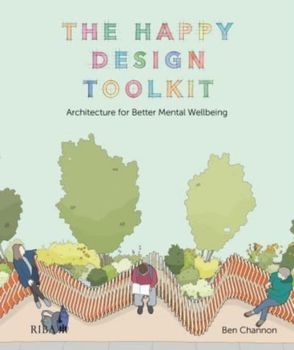 THE HAPPY
DESIGN
TOOLKIT
Architecture for Better Mental Wellbeing
RIBA
Ben Channon